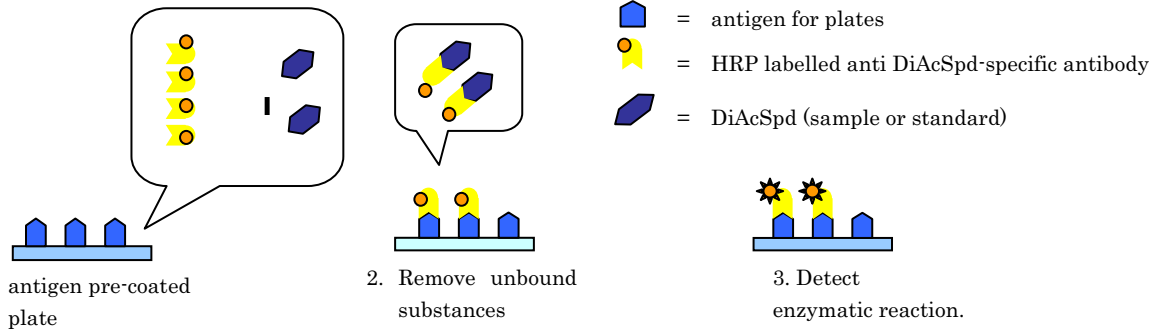 = antigen for plates
= HRP labelled anti DiAcSpd-specific antibody
= DiAcSpd (sample or standard)
antigen pre-coated
plate
2. Remove unbound
substances
3. Detect
enzymatic reaction.